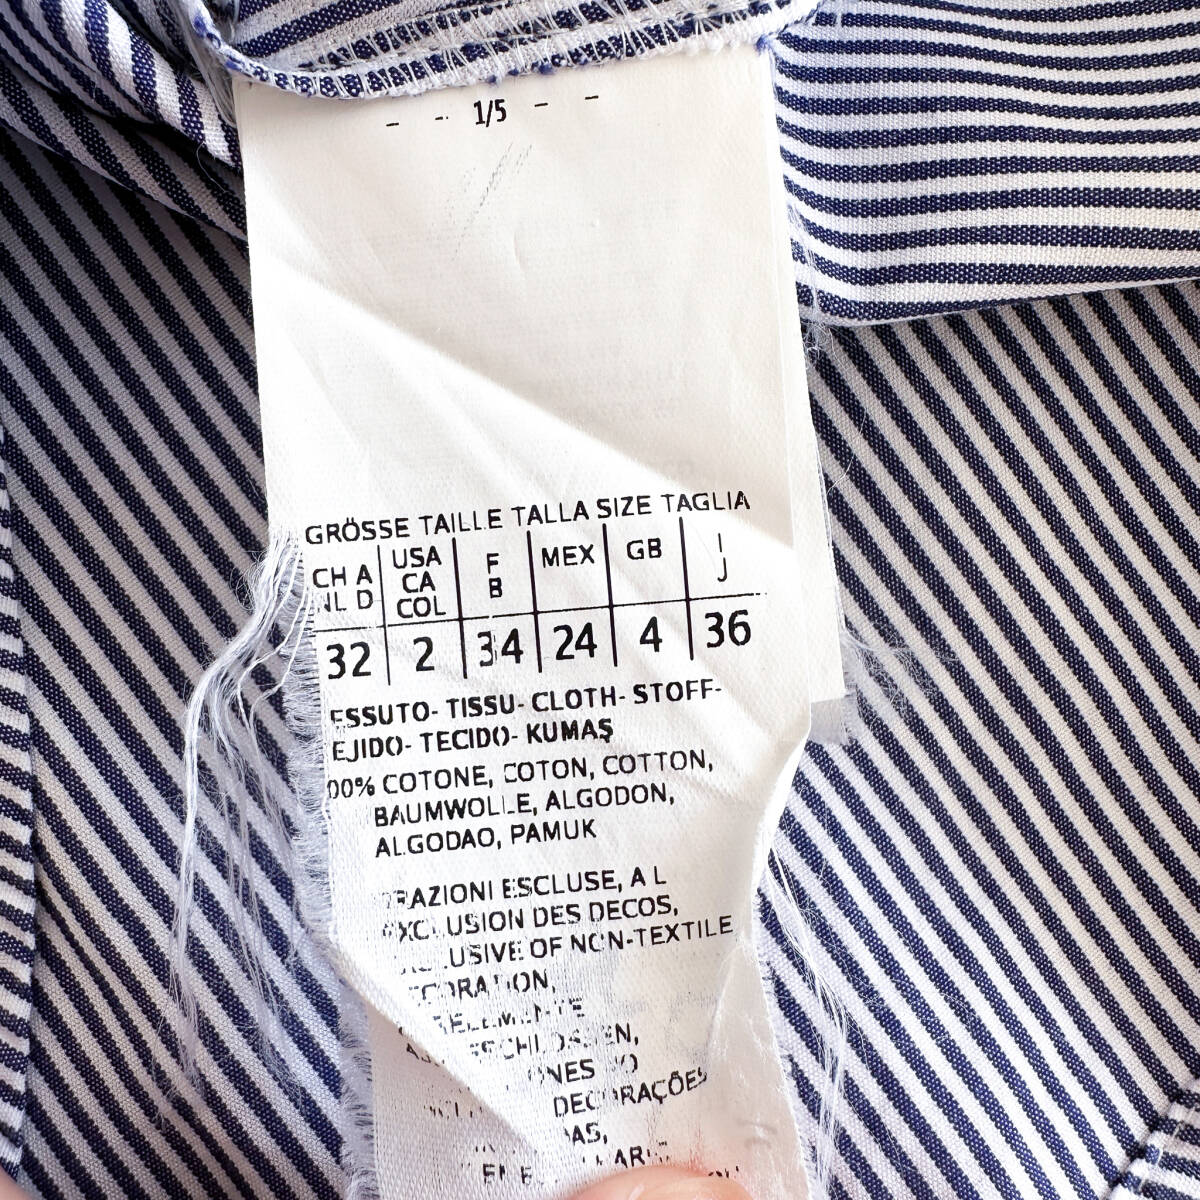 - - 1/5 - -
GRÖSSE TAILLE TALLA SIZE TAGLIA
CH A NL D USA CA COL F B MEX GB I J
32 2 34 24 4 36
ESSUTO- TISSU- CLOTH- STOFF-
EJIDO- TECIDO- KUMAŞ
00% COTONE, COTON, COTTON,
BAUMWOLLE, ALGODON,
ALGODAO, PAMUK
RAZIONI ESCLUSE, A L
EXCLUSION DES DECOS,
USIVE OF NON-TEXTILE
CORATION,
DECORAÇÕES